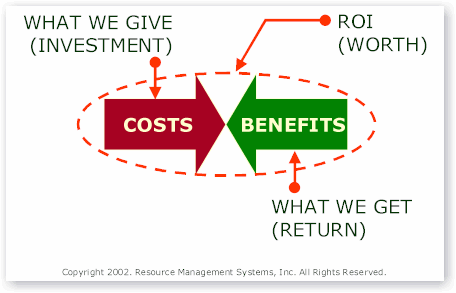 WHAT WE GIVE
(INVESTMENT)
ROI
(WORTH)
COSTS
BENEFITS
WHAT WE GET
(RETURN)
Copyright 2002. Resource Management Systems, Inc. All Rights Reserved.